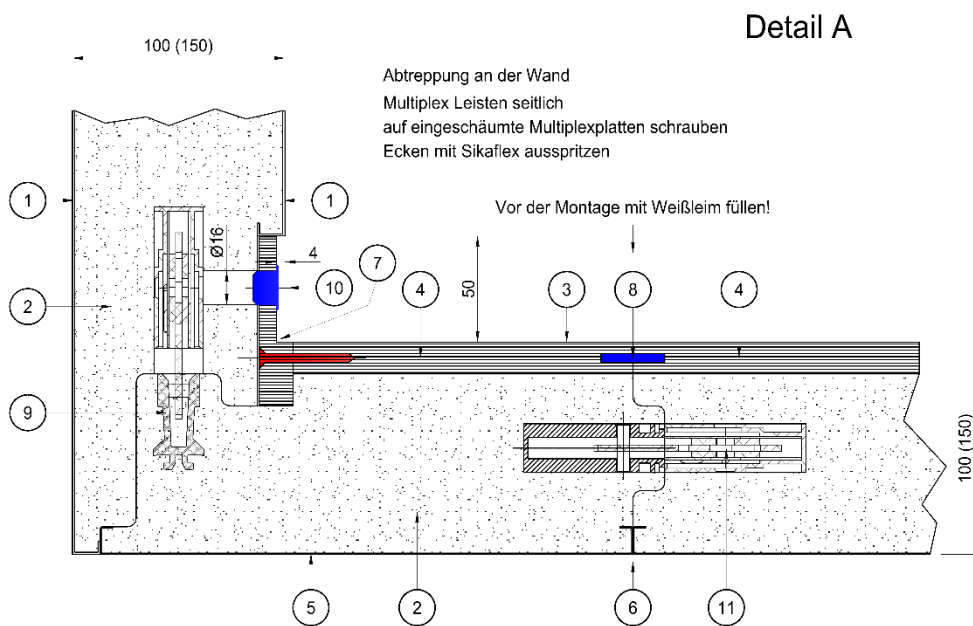 Detail A
100 (150)
Abtreppung an der Wand
Multiplex Leisten seitlich
auf eingeschäumte Multiplexplatten schrauben
Ecken mit Sikaflex ausspritzen
1
1
Vor der Montage mit Weißleim füllen!
Ø16
4
7
50
2
10
4
3
8
4
9
100 (150)
5
2
6
11